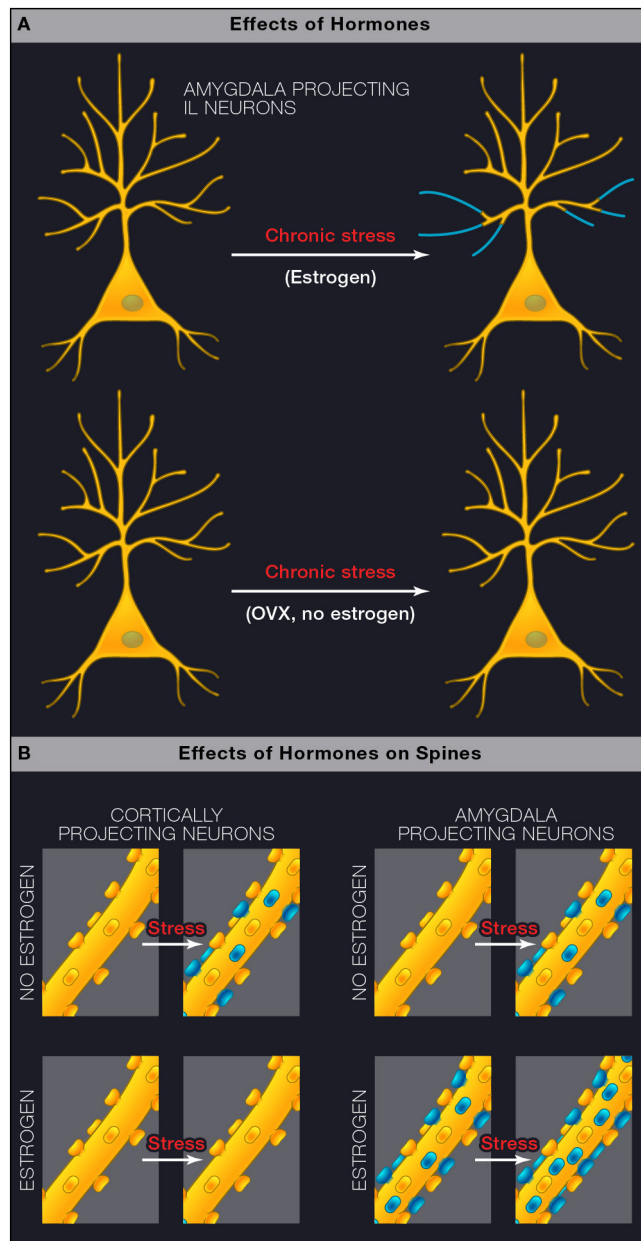 A
Effects of Hormones
AMYGDALA PROJECTING
IL NEURONS
Chronic stress
(Estrogen)
Chronic stress
(OVX, no estrogen)
B
Effects of Hormones on Spines
CORTICALLY
PROJECTING NEURONS
AMYGDALA
PROJECTING NEURONS
NO ESTROGEN
Stress
NO ESTROGEN
Stress
ESTROGEN
Stress
ESTROGEN
Stress